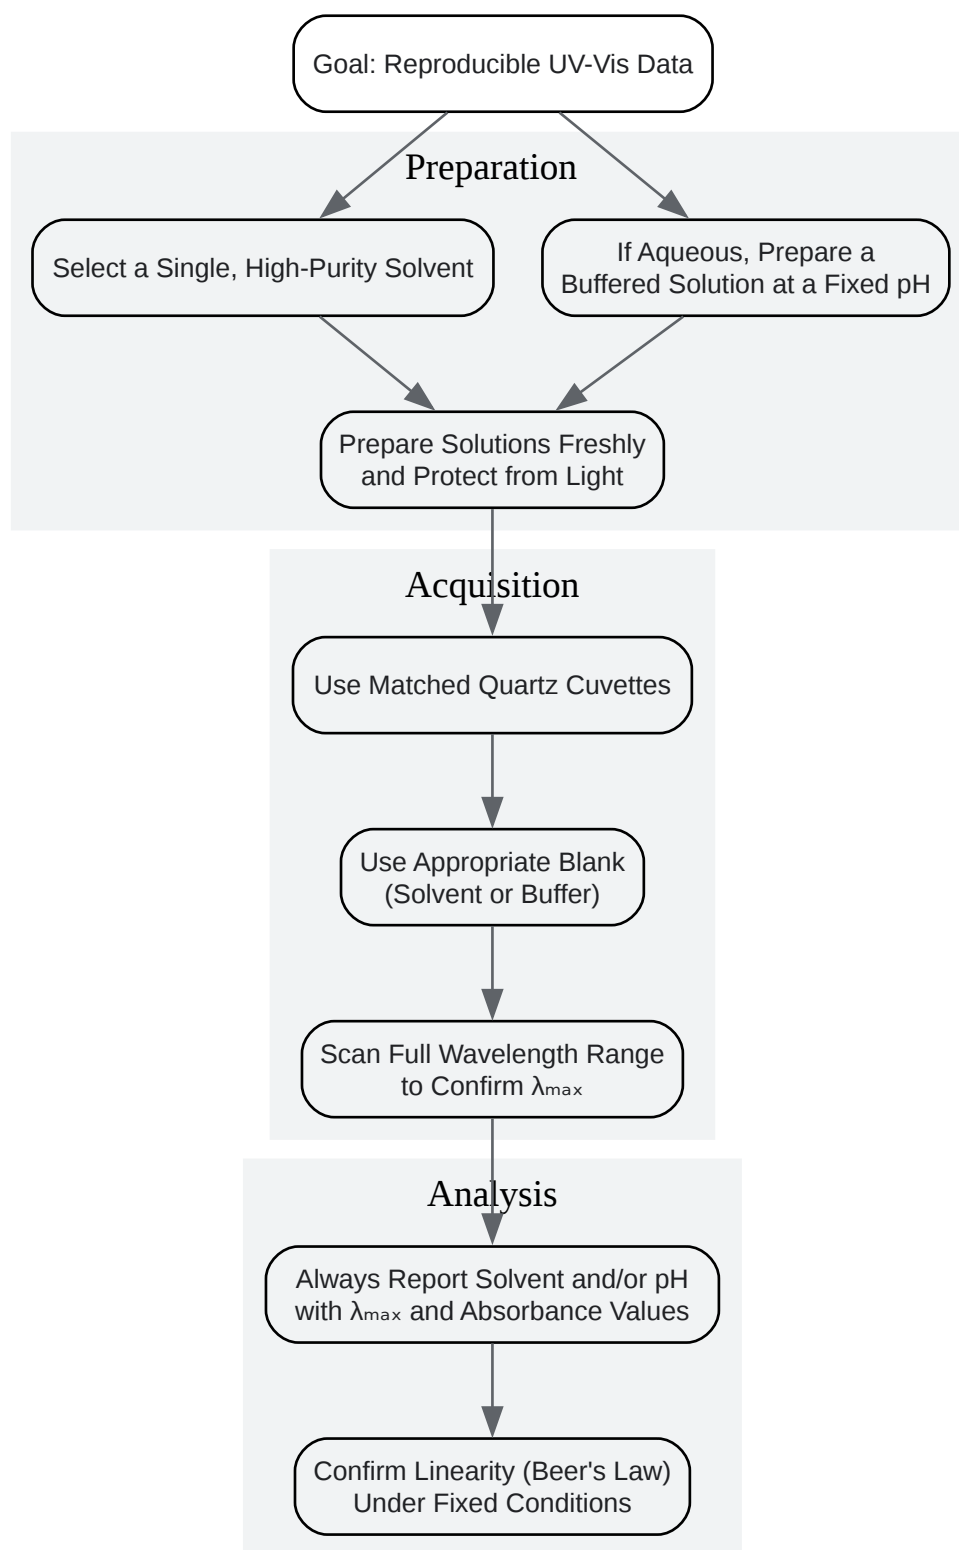 Goal: Reproducible UV-Vis Data
Preparation
Select a Single, High-Purity Solvent
If Aqueous, Prepare a
Buffered Solution at a Fixed pH
Prepare Solutions Freshly
and Protect from Light
Acquisition
Use Matched Quartz Cuvettes
Use Appropriate Blank
(Solvent or Buffer)
Scan Full Wavelength Range
to Confirm λₘₐₓ
Analysis
Always Report Solvent and/or pH
with λₘₐₓ and Absorbance Values
Confirm Linearity (Beer's Law)
Under Fixed Conditions